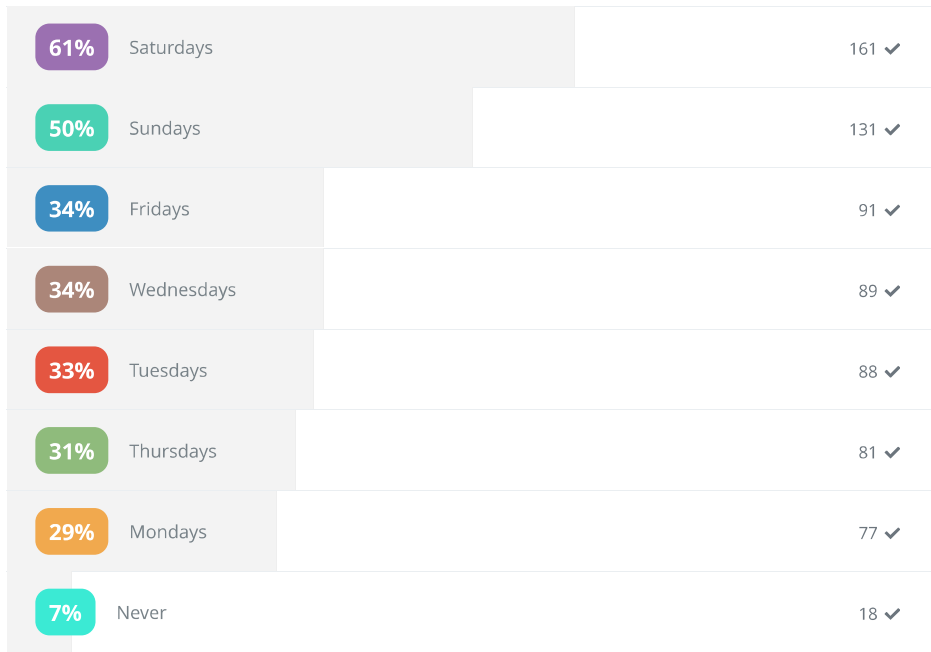 61% Saturdays 161
50% Sundays 131
34% Fridays 91
34% Wednesdays 89
33% Tuesdays 88
31% Thursdays 81
29% Mondays 77
7% Never 18